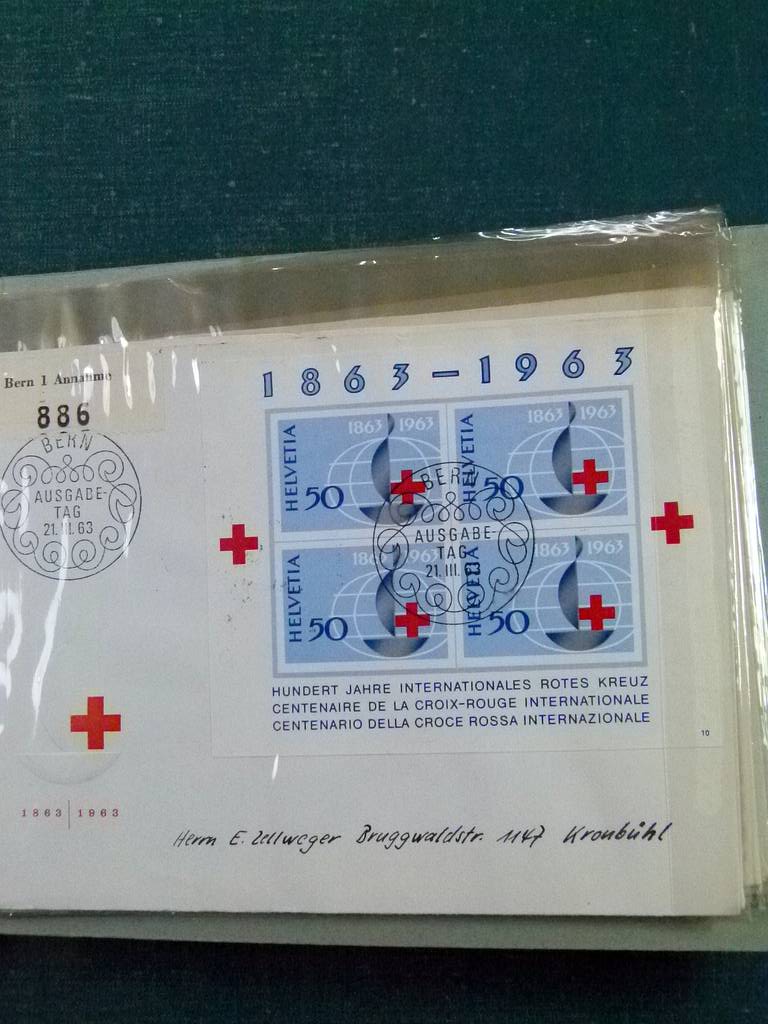 Bern 1 Annahme
886
BERN
AUSGABE-
TAG
21. III. 63
1863 | 1963
1863 – 1963
HELVETIA 50 1863 1963
HELVETIA 50 1863 1963
HELVETIA 50 1863 1963
HELVETIA 50 1863 1963
BERN
AUSGABE-
TAG
21. III.
HUNDERT JAHRE INTERNATIONALES ROTES KREUZ
CENTENAIRE DE LA CROIX-ROUGE INTERNATIONALE
CENTENARIO DELLA CROCE ROSSA INTERNAZIONALE
10
Herrn E. Zellweger Bruggwaldstr. 1147 Kronbühl